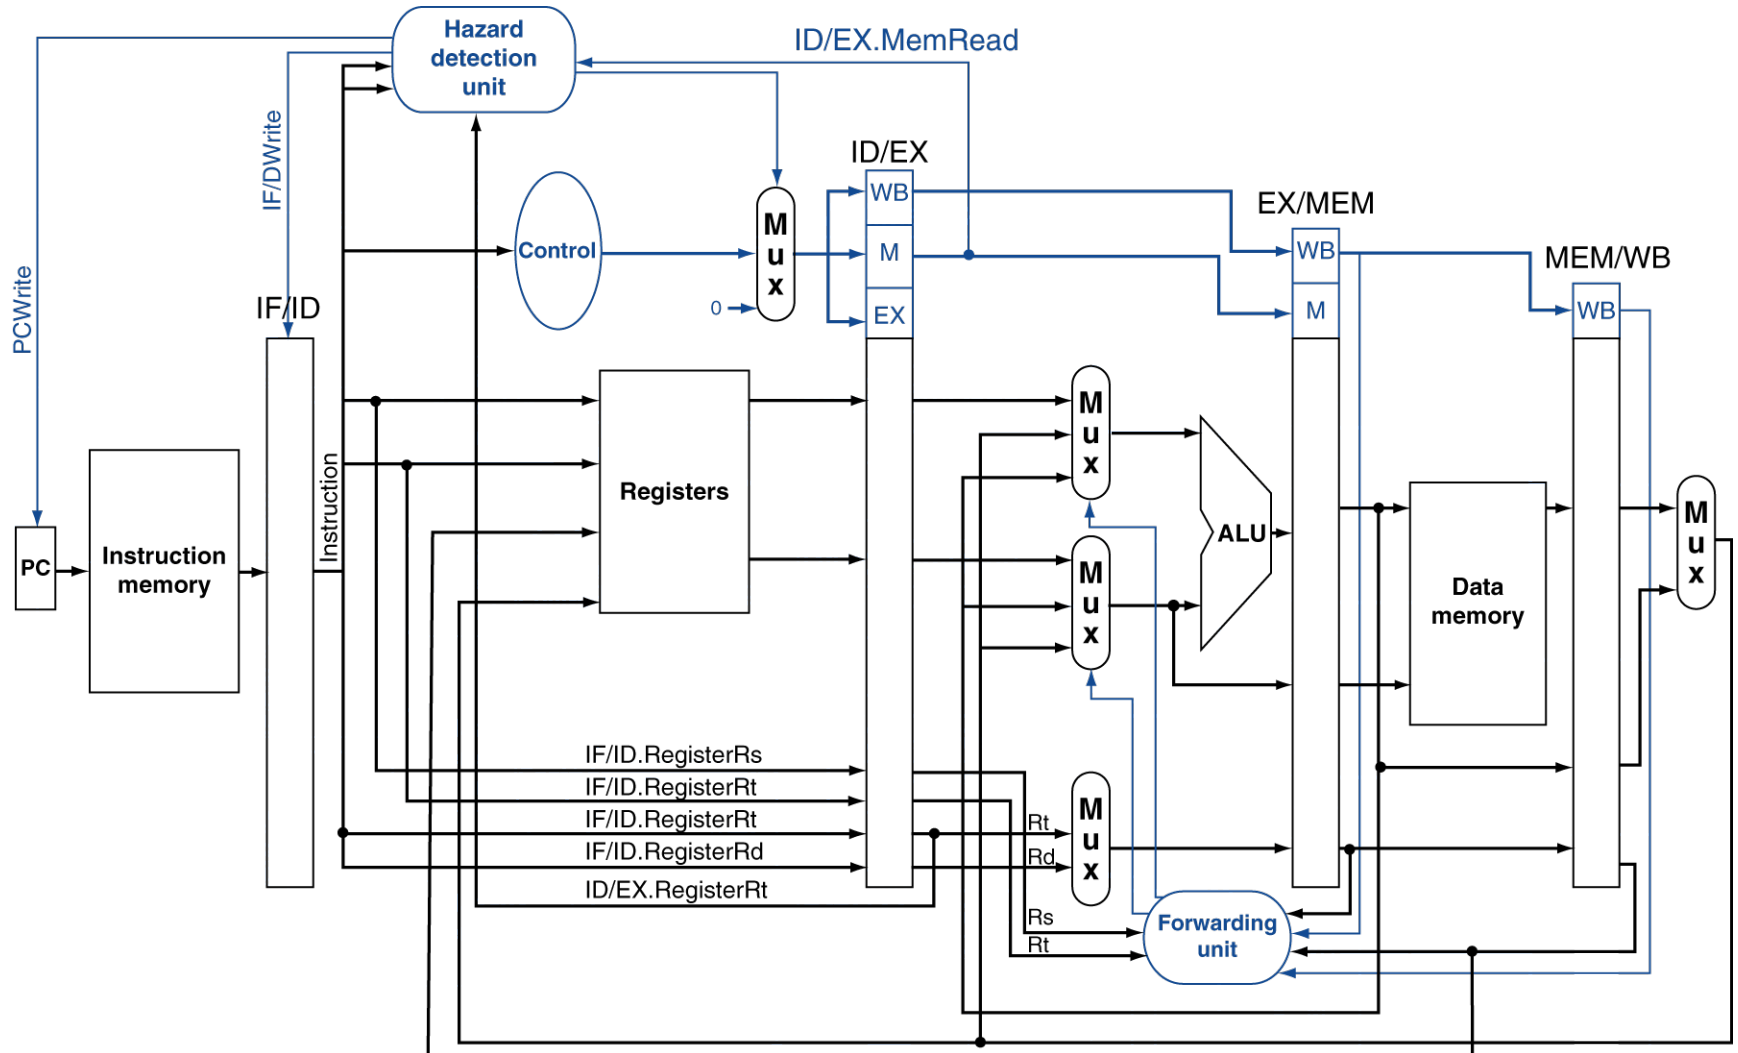 Hazard
detection
unit
ID/EX.MemRead
IF/DWrite
PCWrite
ID/EX
WB
M
EX
Control
M
u
x
0
EX/MEM
WB
M
MEM/WB
WB
IF/ID
Instruction
PC
Instruction
memory
Registers
M
u
x
M
u
x
ALU
Data
memory
M
u
x
IF/ID.RegisterRs
IF/ID.RegisterRt
IF/ID.RegisterRt
IF/ID.RegisterRd
ID/EX.RegisterRt
Rt
Rd
M
u
x
Rs
Rt
Forwarding
unit